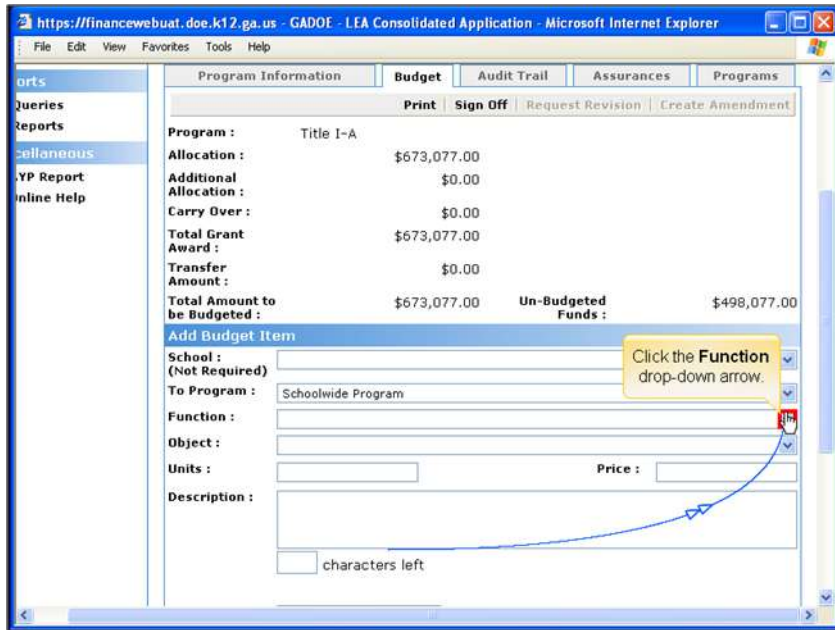 https://financewebuat.doe.k12.ga.us - GADOE - LEA Consolidated Application - Microsoft Internet Explorer
File Edit View Favorites Tools Help
orts
Queries
Reports
cellaneous
YP Report
Online Help
Program Information Budget Audit Trail Assurances Programs
Print Sign Off Request Revision Create Amendment
Program : Title I-A
Allocation : $673,077.00
Additional
Allocation : $0.00
Carry Over : $0.00
Total Grant
Award : $673,077.00
Transfer
Amount : $0.00
Total Amount to
be Budgeted : $673,077.00 Un-Budgeted
Funds : $498,077.00
Add Budget Item
School :
(Not Required)
Click the Function
drop-down arrow.
To Program : Schoolwide Program
Function :
Object :
Units : Price :
Description :
characters left